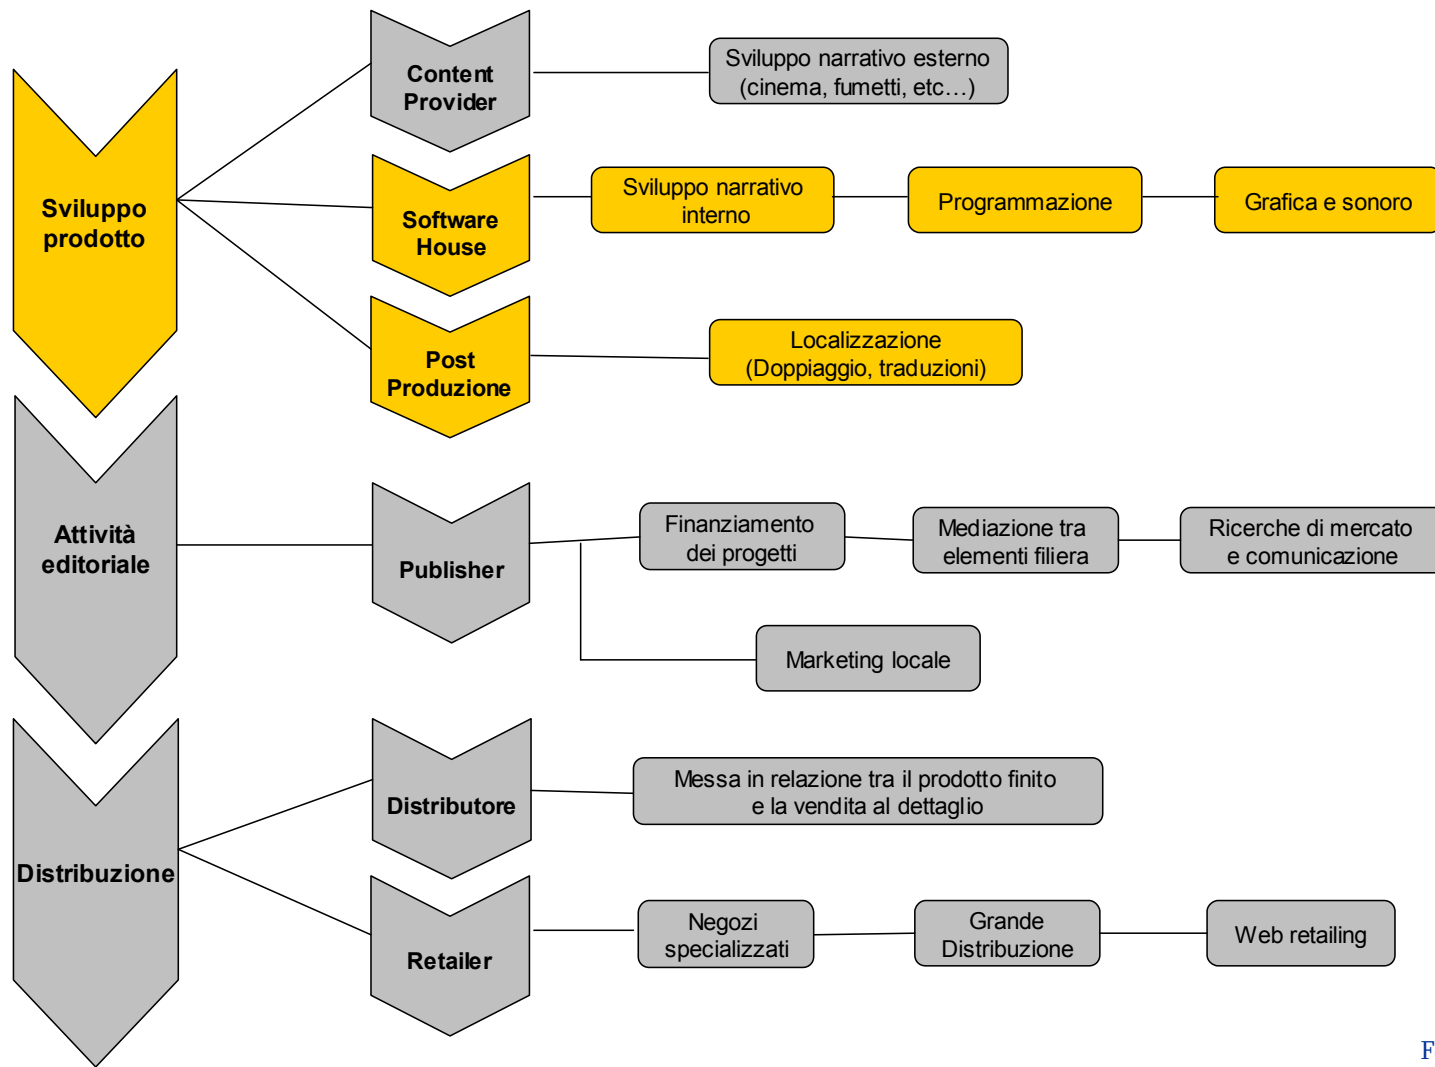 Content
Provider
Sviluppo narrativo esterno
(cinema, fumetti, etc…)
Sviluppo
prodotto
Software
House
Sviluppo narrativo
interno
Programmazione
Grafica e sonoro
Post
Produzione
Localizzazione
(Doppiaggio, traduzioni)
Attività
editoriale
Publisher
Finanziamento
dei progetti
Mediazione tra
elementi filiera
Ricerche di mercato
e comunicazione
Marketing locale
Distribuzione
Distributore
Messa in relazione tra il prodotto finito
e la vendita al dettaglio
Retailer
Negozi
specializzati
Grande
Distribuzione
Web retailing
F